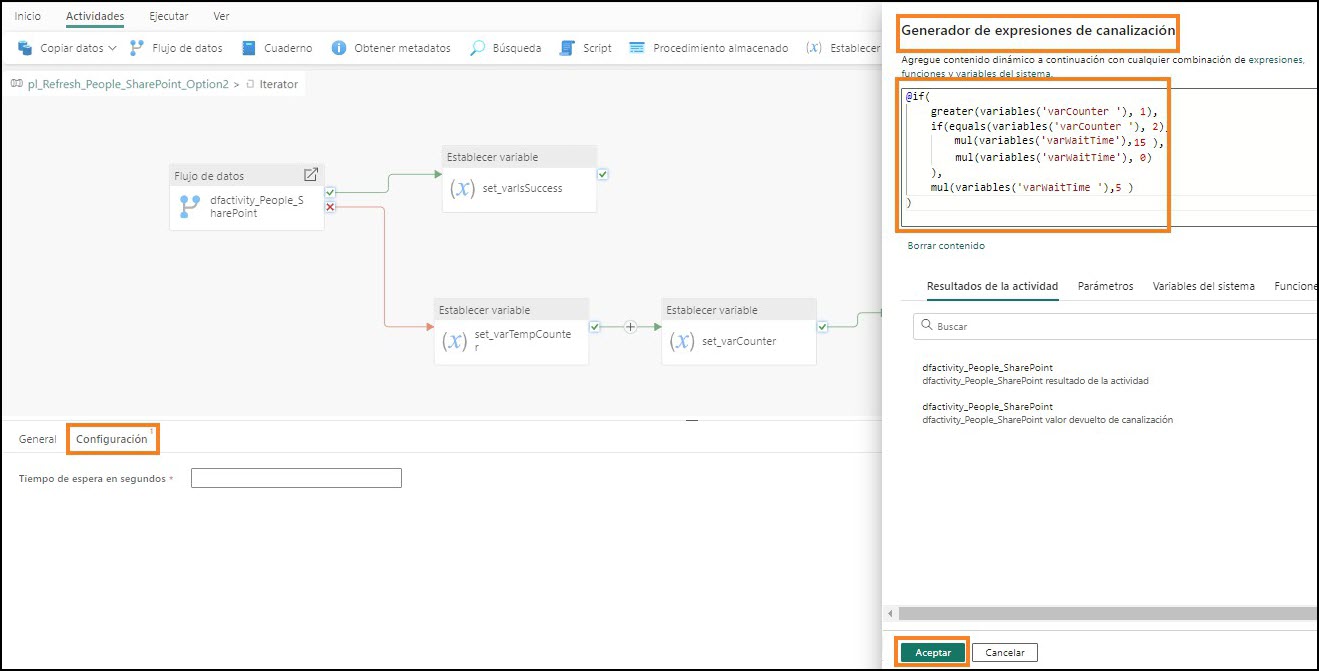 Inicio Actividades Ejecutar Ver
Copiar datos Flujo de datos Cuaderno Obtener metadatos Búsqueda Script Procedimiento almacenado (x) Establecer
pl_Refresh_People_SharePoint_Option2 > Iterator
Flujo de datos
dfactivity_People_S
harePoint
Establecer variable
(x) set_varIsSuccess
Establecer variable
(x) set_varTempCounte
r
Establecer variable
(x) set_varCounter
General Configuración 1
Tiempo de espera en segundos *
Generador de expresiones de canalización
Agregue contenido dinámico a continuación con cualquier combinación de expresiones,
funciones y variables del sistema.
@if(
greater(variables('varCounter '), 1),
if(equals(variables('varCounter '), 2),
mul(variables('varWaitTime'),15 ),
mul(variables('varWaitTime'), 0)
),
mul(variables('varWaitTime '),5 )
)
Borrar contenido
Resultados de la actividad Parámetros Variables del sistema Funcione
Buscar
dfactivity_People_SharePoint
dfactivity_People_SharePoint resultado de la actividad
dfactivity_People_SharePoint
dfactivity_People_SharePoint valor devuelto de canalización
Aceptar Cancelar